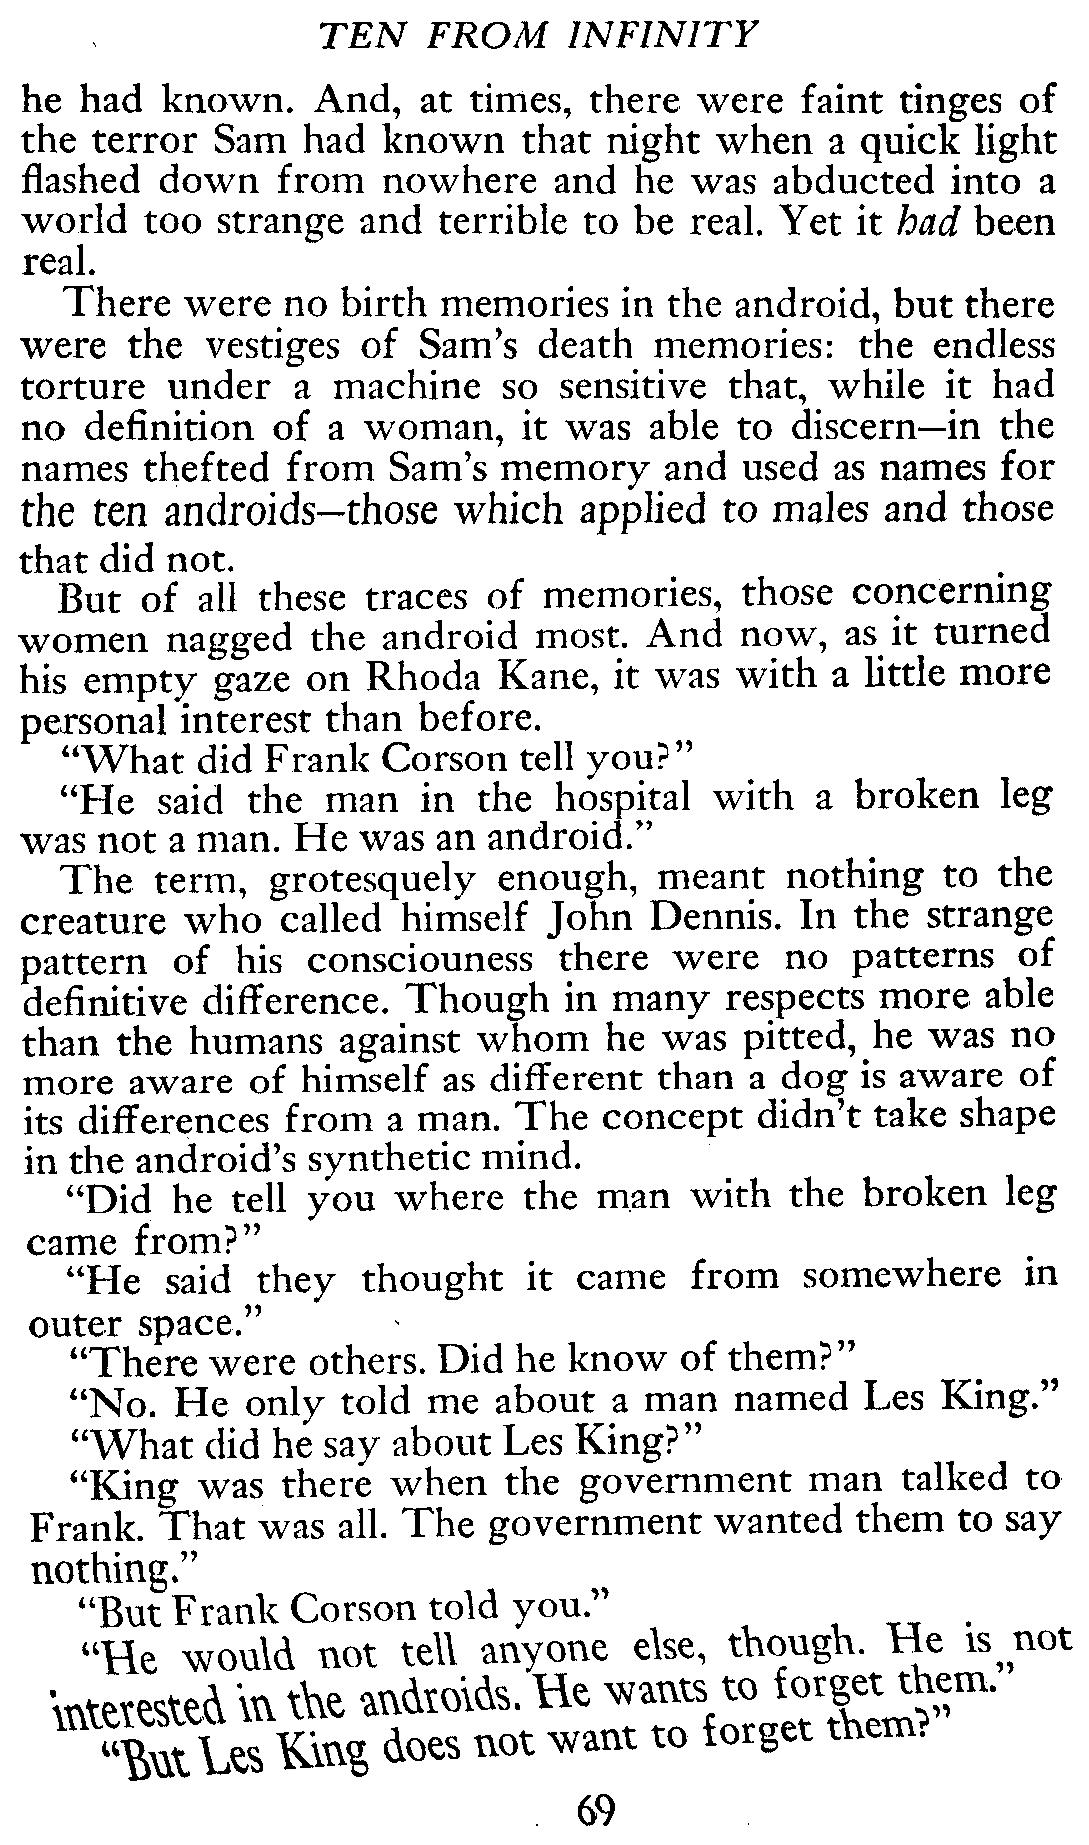 TEN FROM INFINITY
he had known. And, at times, there were faint tinges of
the terror Sam had known that night when a quick light
flashed down from nowhere and he was abducted into a
world too strange and terrible to be real. Yet it had been
real.
There were no birth memories in the android, but there
were the vestiges of Sam's death memories: the endless
torture under a machine so sensitive that, while it had
no definition of a woman, it was able to discern—in the
names thefted from Sam's memory and used as names for
the ten androids—those which applied to males and those
that did not.
But of all these traces of memories, those concerning
women nagged the android most. And now, as it turned
his empty gaze on Rhoda Kane, it was with a little more
personal interest than before.
“What did Frank Corson tell you?”
“He said the man in the hospital with a broken leg
was not a man. He was an android.”
The term, grotesquely enough, meant nothing to the
creature who called himself John Dennis. In the strange
pattern of his consciouness there were no patterns of
definitive difference. Though in many respects more able
than the humans against whom he was pitted, he was no
more aware of himself as different than a dog is aware of
its differences from a man. The concept didn't take shape
in the android's synthetic mind.
“Did he tell you where the man with the broken leg
came from?”
“He said they thought it came from somewhere in
outer space.”
“There were others. Did he know of them?”
“No. He only told me about a man named Les King.”
“What did he say about Les King?”
“King was there when the government man talked to
Frank. That was all. The government wanted them to say
nothing.”
“But Frank Corson told you.”
“He would not tell anyone else, though. He is not
interested in the androids. He wants to forget them.”
“But Les King does not want to forget them?”
69